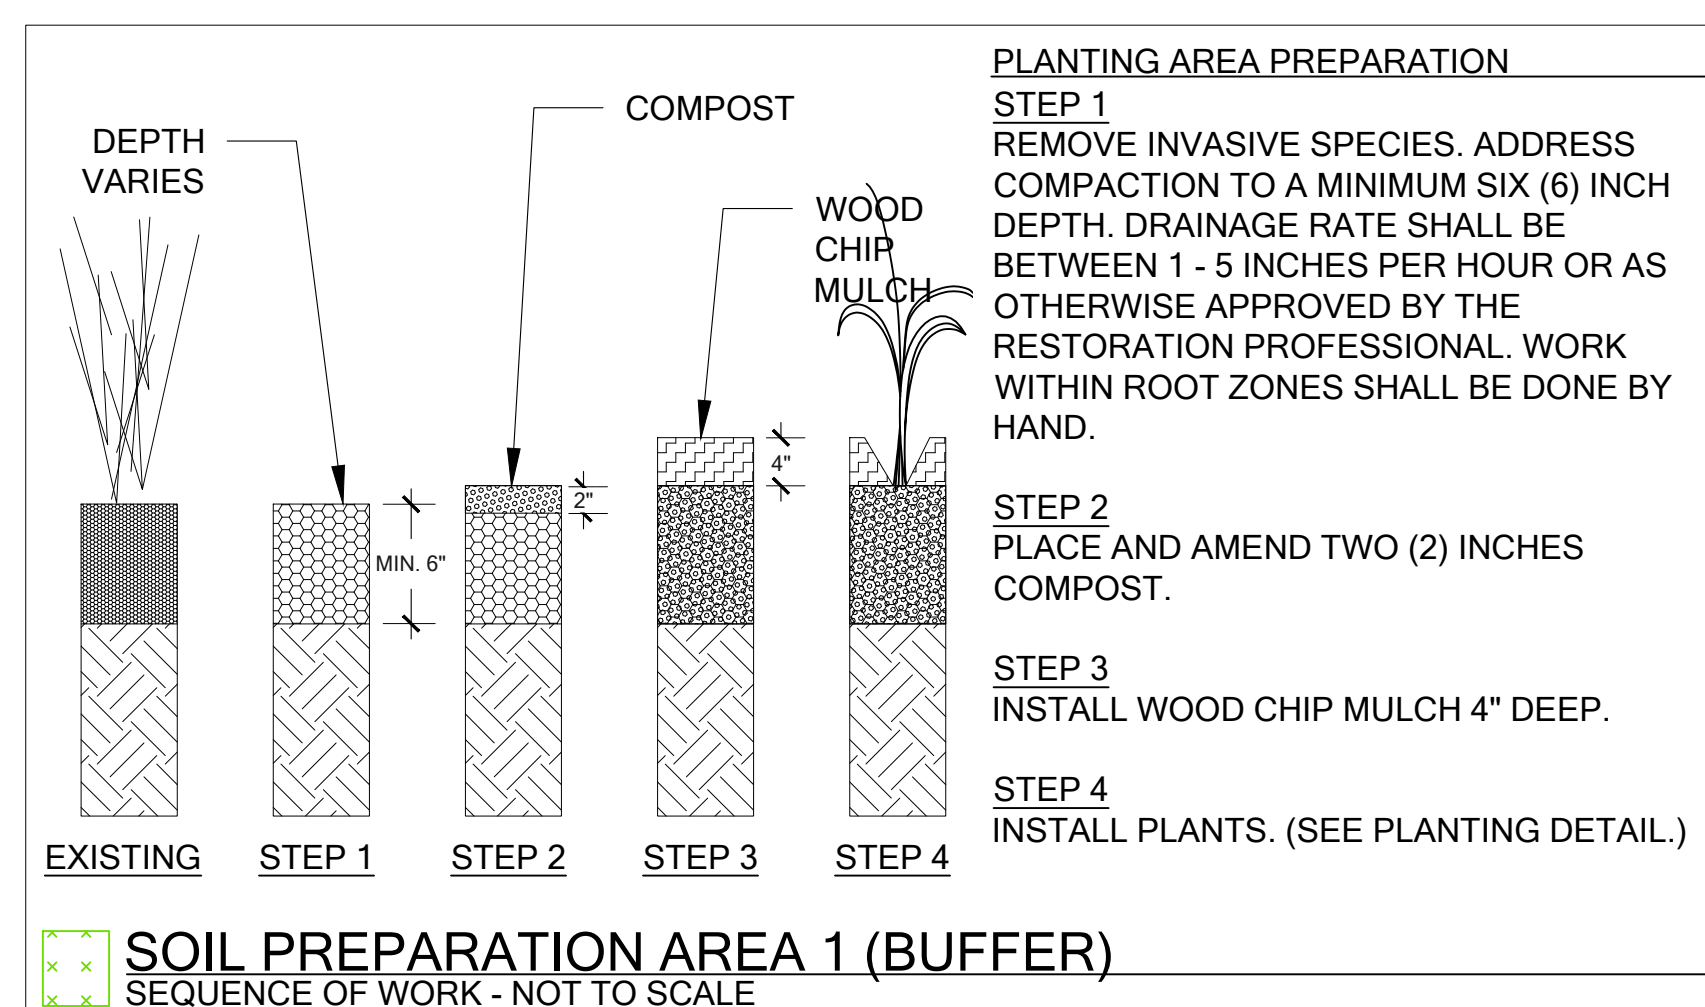 DEPTH
VARIES
COMPOST
WOOD
CHIP
MULCH
MIN. 6"
2"
4"
EXISTING
STEP 1
STEP 2
STEP 3
STEP 4
PLANTING AREA PREPARATION
STEP 1
REMOVE INVASIVE SPECIES. ADDRESS
COMPACTION TO A MINIMUM SIX (6) INCH
DEPTH. DRAINAGE RATE SHALL BE
BETWEEN 1 - 5 INCHES PER HOUR OR AS
OTHERWISE APPROVED BY THE
RESTORATION PROFESSIONAL. WORK
WITHIN ROOT ZONES SHALL BE DONE BY
HAND.
STEP 2
PLACE AND AMEND TWO (2) INCHES
COMPOST.
STEP 3
INSTALL WOOD CHIP MULCH 4" DEEP.
STEP 4
INSTALL PLANTS. (SEE PLANTING DETAIL.)
SOIL PREPARATION AREA 1 (BUFFER)
SEQUENCE OF WORK - NOT TO SCALE